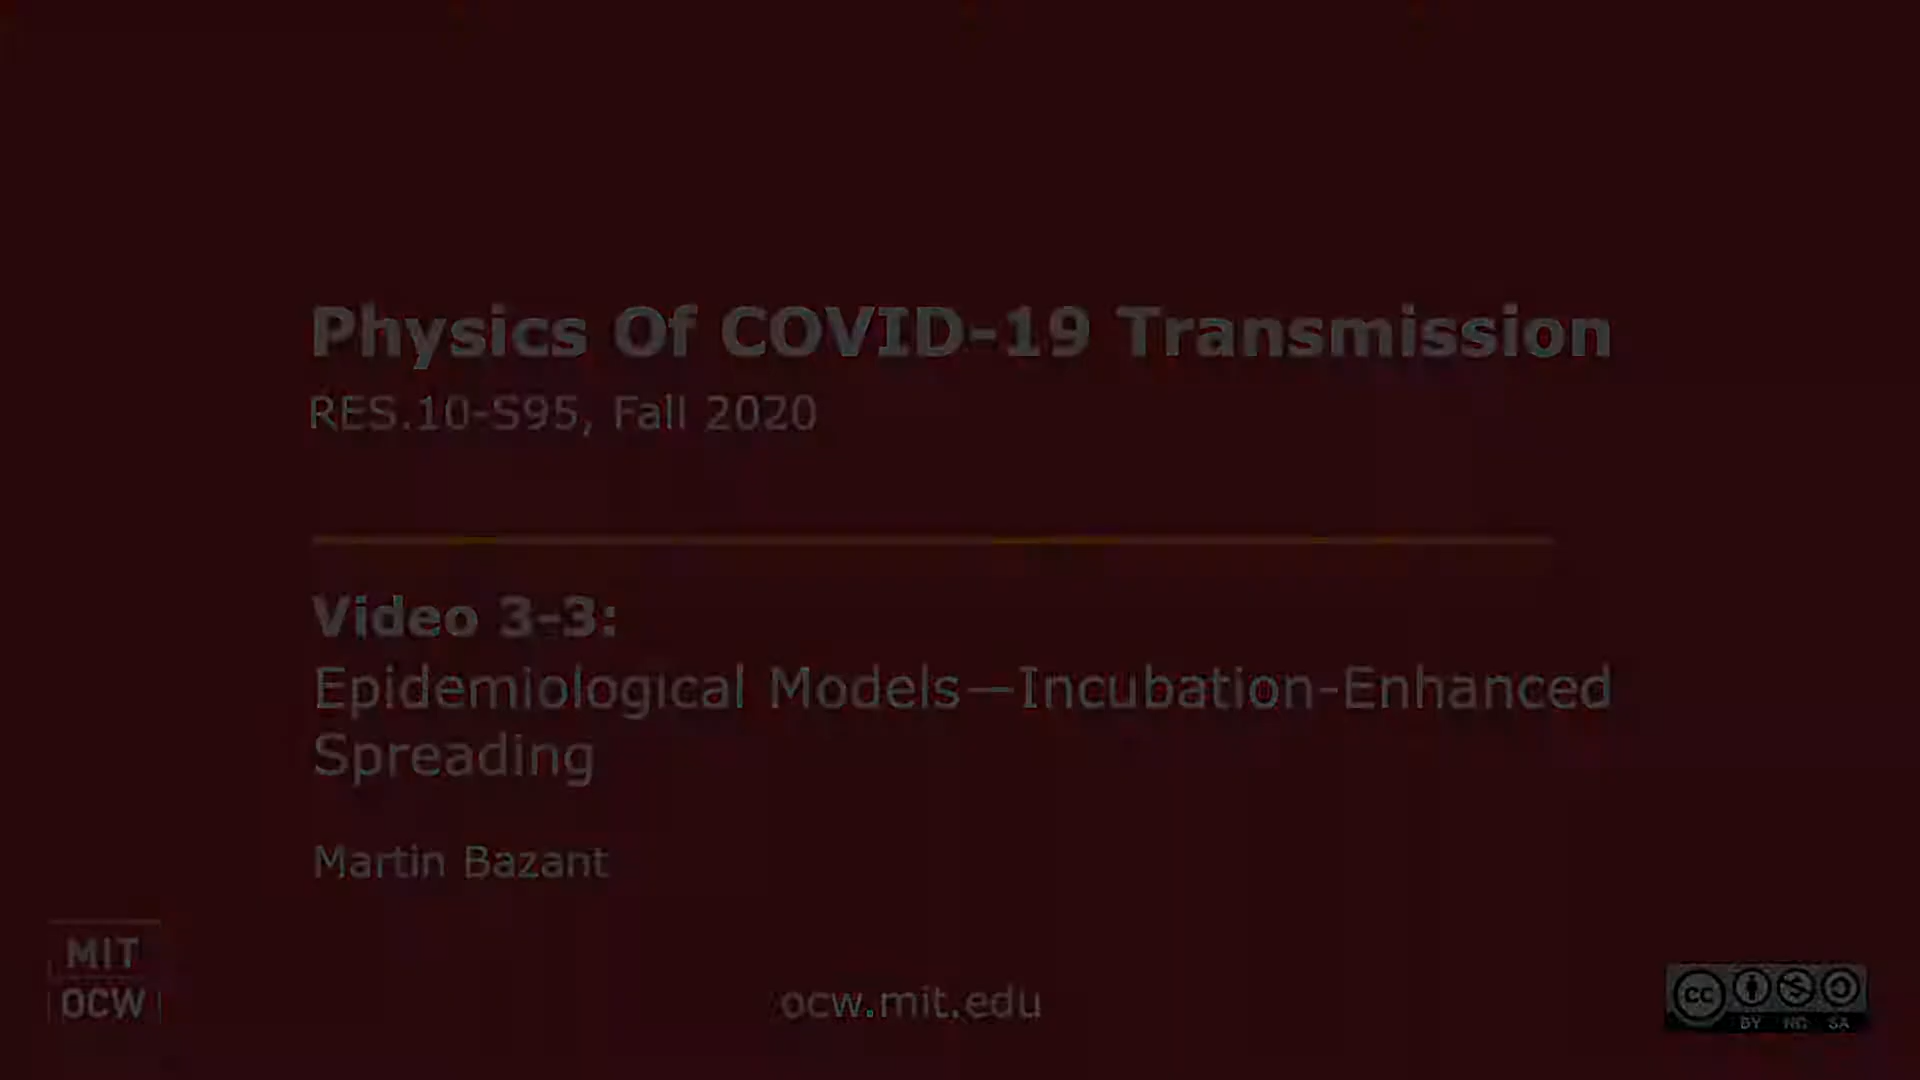 Physics Of COVID-19 Transmission
RES.10-S95, Fall 2020
Video 3-3:
Epidemiological Models—Incubation-Enhanced
Spreading
Martin Bazant
MIT
OCW
ocw.mit.edu
cc
BY NC SA